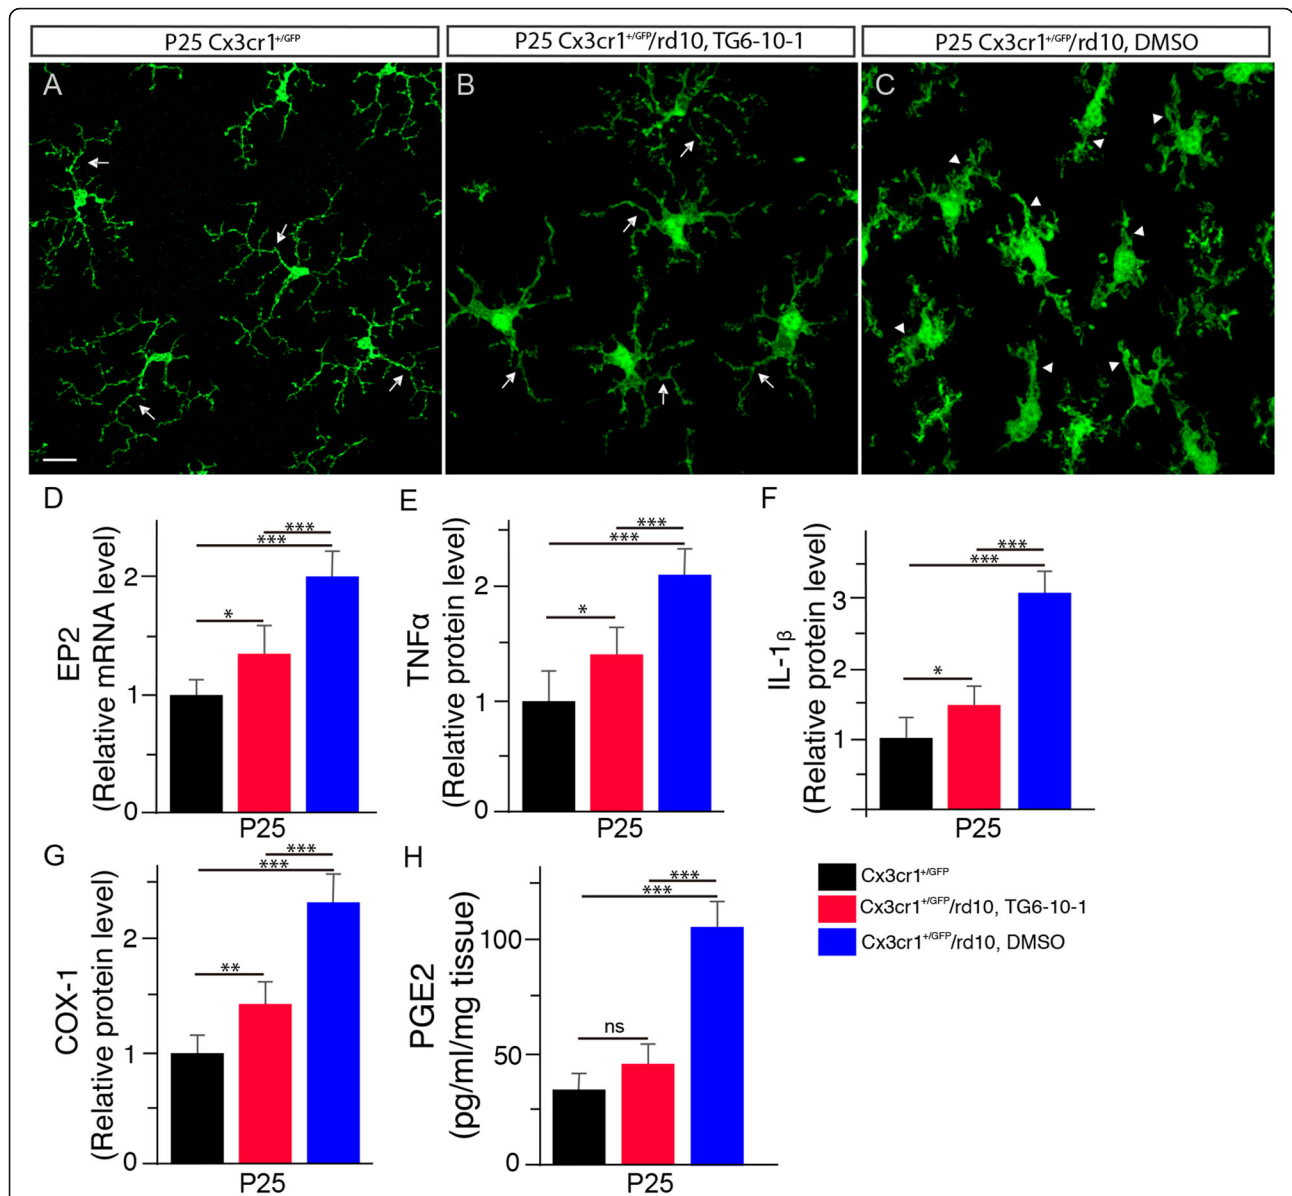 P25 Cx3cr1+/GFP
P25 Cx3cr1+/GFP/rd10, TG6-10-1
P25 Cx3cr1+/GFP/rd10, DMSO
A
B
C
D
EP2
(Relative mRNA level)
2
1
0
***
***
*
P25
E
TNFα
(Relative protein level)
2
1
0
***
***
*
P25
F
IL-1β
(Relative protein level)
3
2
1
***
***
*
P25
G
COX-1
(Relative protein level)
2
1
0
***
***
**
P25
H
PGE2
(pg/ml/mg tissue)
100
50
0
***
***
ns
P25
Cx3cr1+/GFP
Cx3cr1+/GFP/rd10, TG6-10-1
Cx3cr1+/GFP/rd10, DMSO